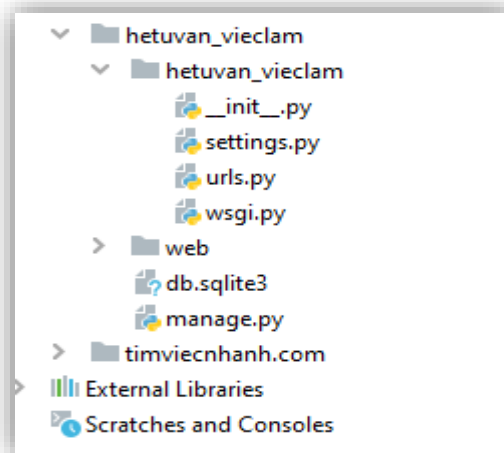 hetuvan_vieclam
hetuvan_vieclam
__init__.py
settings.py
urls.py
wsgi.py
web
db.sqlite3
manage.py
timviecnhanh.com
External Libraries
Scratches and Consoles